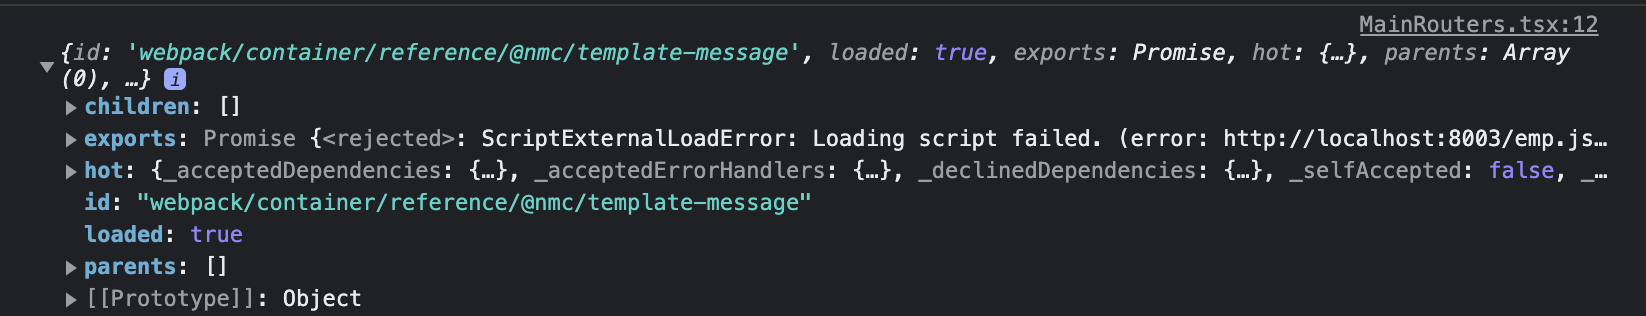 MainRouters.tsx:12
{id: 'webpack/container/reference/@nmc/template-message', loaded: true, exports: Promise, hot: {…}, parents: Array
(0), …} i
children: []
exports: Promise {<rejected>: ScriptExternalLoadError: Loading script failed. (error: http://localhost:8003/emp.js…
hot: {_acceptedDependencies: {…}, _acceptedErrorHandlers: {…}, _declinedDependencies: {…}, _selfAccepted: false, _…
id: "webpack/container/reference/@nmc/template-message"
loaded: true
parents: []
[[Prototype]]: Object